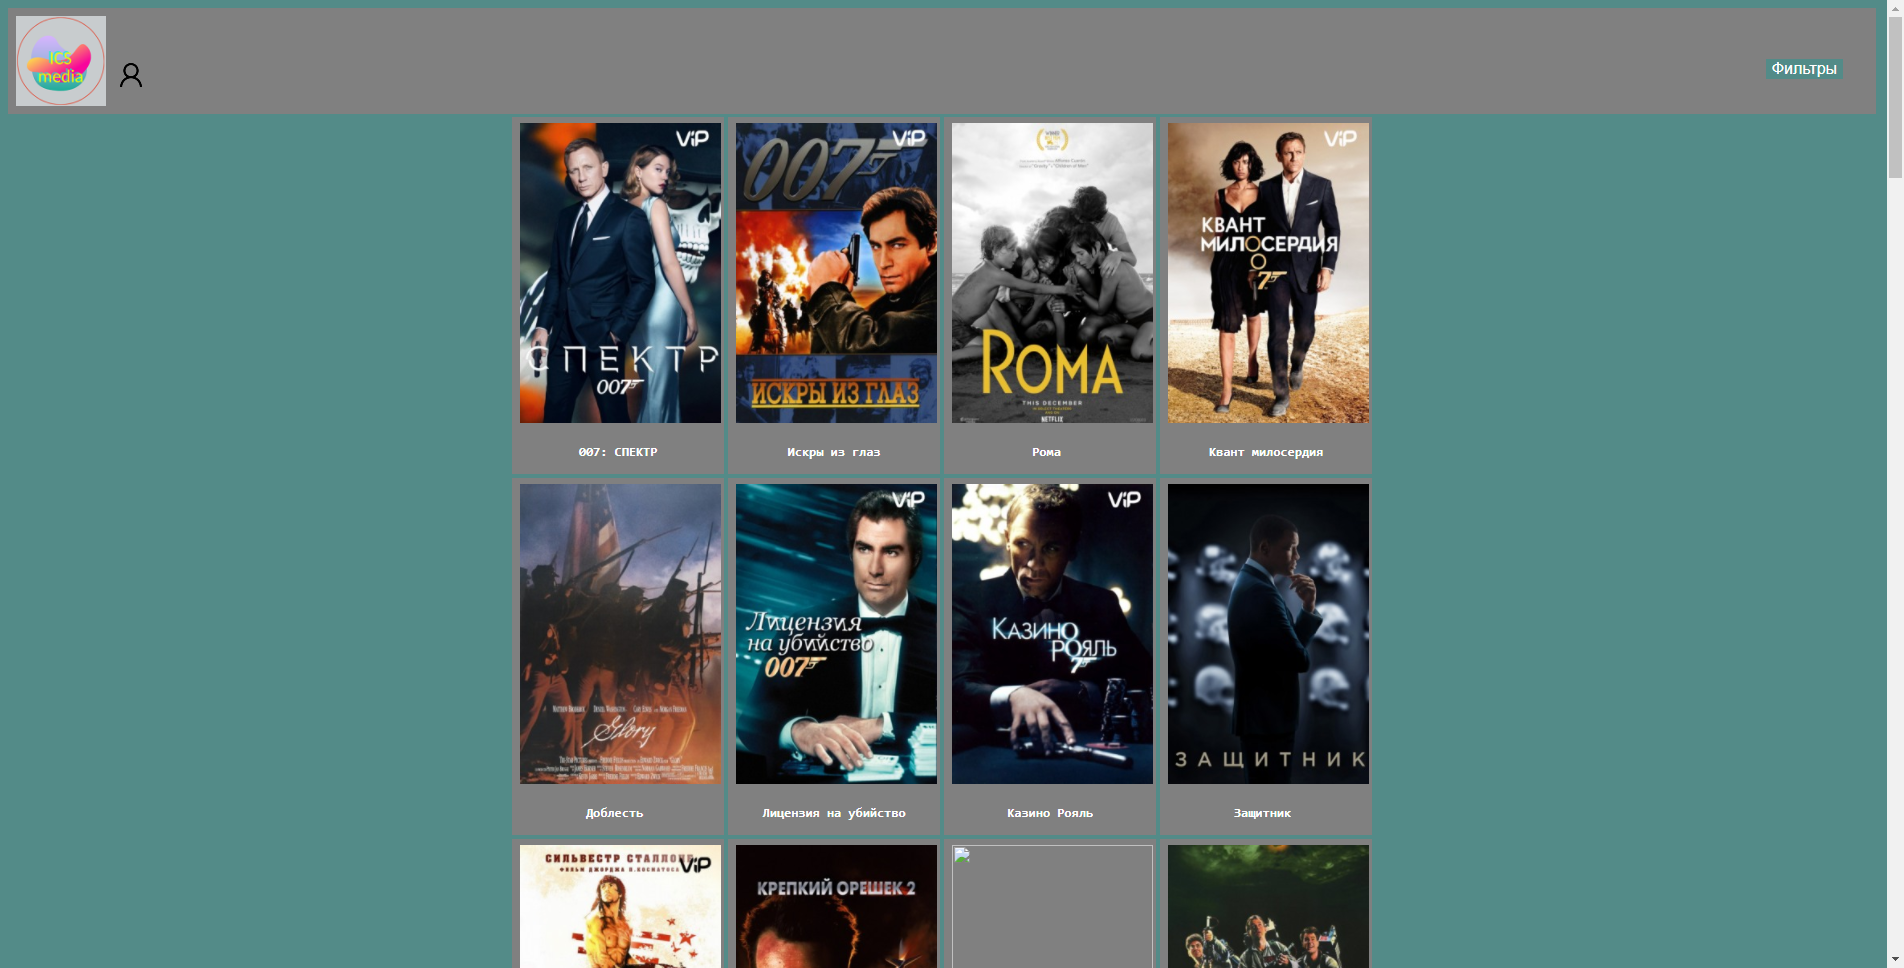 ICS
media
Фильтры
ViP
СПЕКТР
007
007: СПЕКТР
007
ViP
ИСКРЫ ИЗ ГЛАЗ
Искры из глаз
ROMA
THIS DECEMBER
NETFLIX
Рома
ViP
КВАНТ
МИЛОСЕРДИЯ
007
Квант милосердия
Glory
Доблесть
ViP
Лицензия
на убийство
007
Лицензия на убийство
ViP
КАЗИНО
РОЯЛЬ
7
Казино Рояль
ЗАЩИТНИК
Защитник
СИЛЬВЕСТР СТАЛЛОНЕ
ViP
КРЕПКИЙ ОРЕШЕК 2